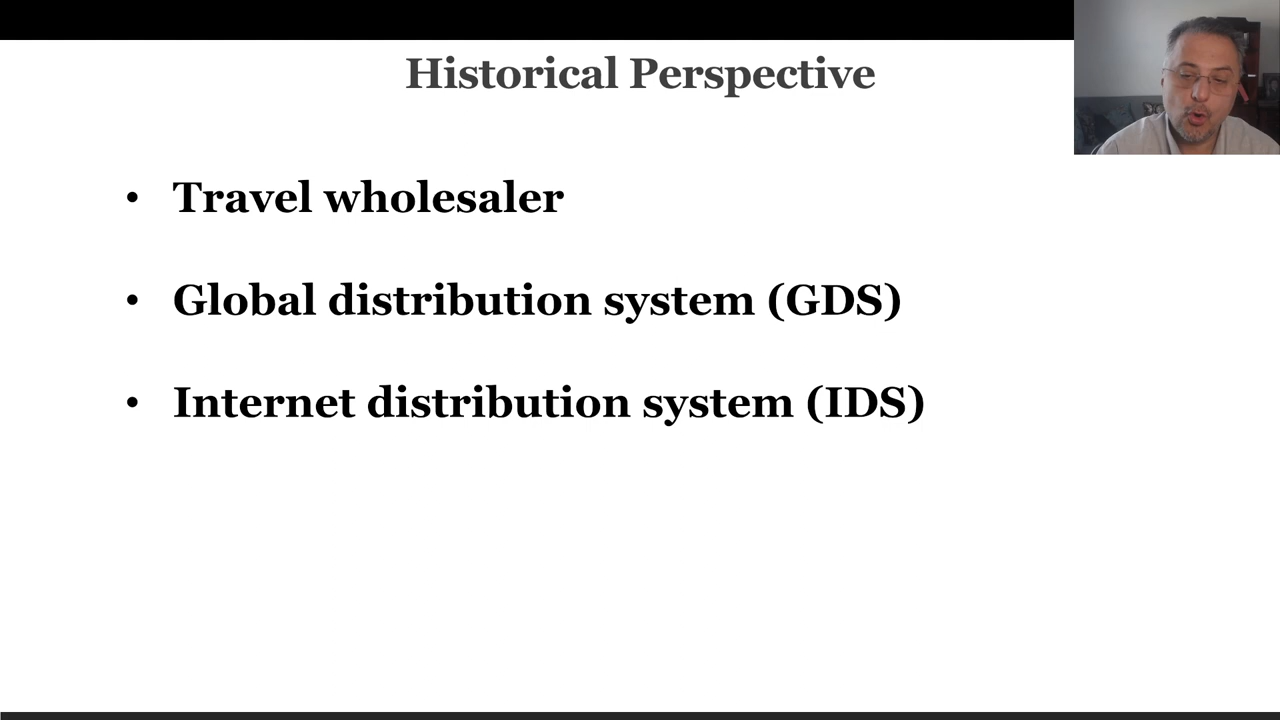 Historical Perspective
• Travel wholesaler
• Global distribution system (GDS)
• Internet distribution system (IDS)